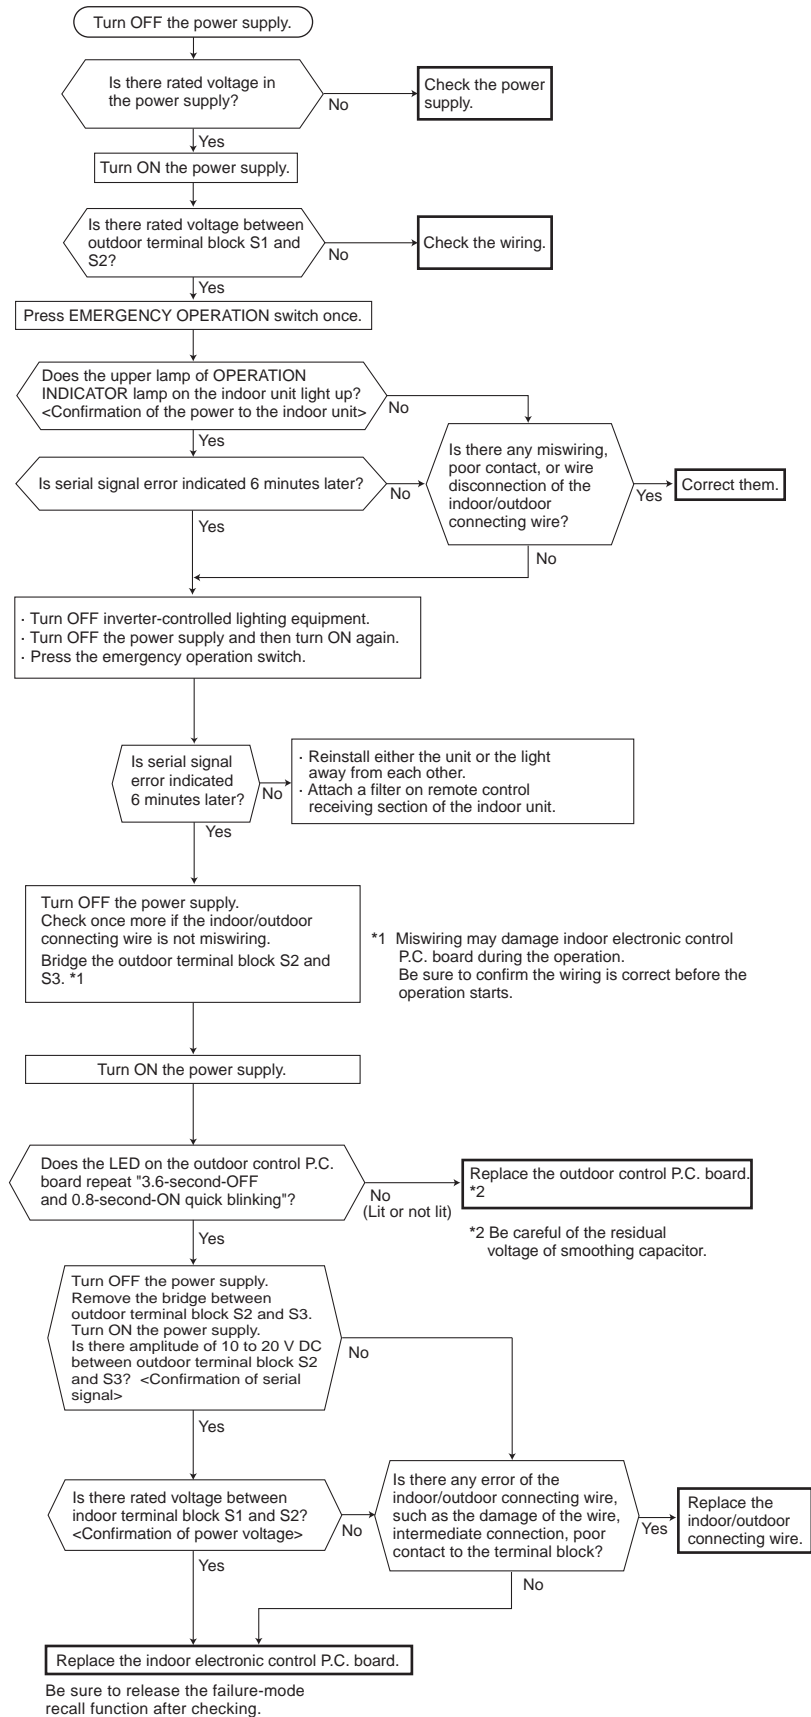 Turn OFF the power supply.
Is there rated voltage in
the power supply?
No
Check the power
supply.
Yes
Turn ON the power supply.
Is there rated voltage between
outdoor terminal block S1 and
S2?
No
Check the wiring.
Yes
Press EMERGENCY OPERATION switch once.
Does the upper lamp of OPERATION
INDICATOR lamp on the indoor unit light up?
<Confirmation of the power to the indoor unit>
No
Yes
Is there any miswiring,
poor contact, or wire
disconnection of the
indoor/outdoor
connecting wire?
Yes
Correct them.
Is serial signal error indicated 6 minutes later?
No
Yes
No
· Turn OFF inverter-controlled lighting equipment.
· Turn OFF the power supply and then turn ON again.
· Press the emergency operation switch.
Is serial signal
error indicated
6 minutes later?
No
· Reinstall either the unit or the light
away from each other.
· Attach a filter on remote control
receiving section of the indoor unit.
Yes
Turn OFF the power supply.
Check once more if the indoor/outdoor
connecting wire is not miswiring.
Bridge the outdoor terminal block S2 and
S3. *1
*1 Miswiring may damage indoor electronic control
P.C. board during the operation.
Be sure to confirm the wiring is correct before the
operation starts.
Turn ON the power supply.
Does the LED on the outdoor control P.C.
board repeat "3.6-second-OFF
and 0.8-second-ON quick blinking"?
No
(Lit or not lit)
Replace the outdoor control P.C. board.
*2
*2 Be careful of the residual
voltage of smoothing capacitor.
Yes
Turn OFF the power supply.
Remove the bridge between
outdoor terminal block S2 and S3.
Turn ON the power supply.
Is there amplitude of 10 to 20 V DC
between outdoor terminal block S2
and S3? <Confirmation of serial
signal>
No
Yes
Is there rated voltage between
indoor terminal block S1 and S2?
<Confirmation of power voltage>
No
Is there any error of the
indoor/outdoor connecting wire,
such as the damage of the wire,
intermediate connection, poor
contact to the terminal block?
Yes
Replace the
indoor/outdoor
connecting wire.
Yes
No
Replace the indoor electronic control P.C. board.
Be sure to release the failure-mode
recall function after checking.